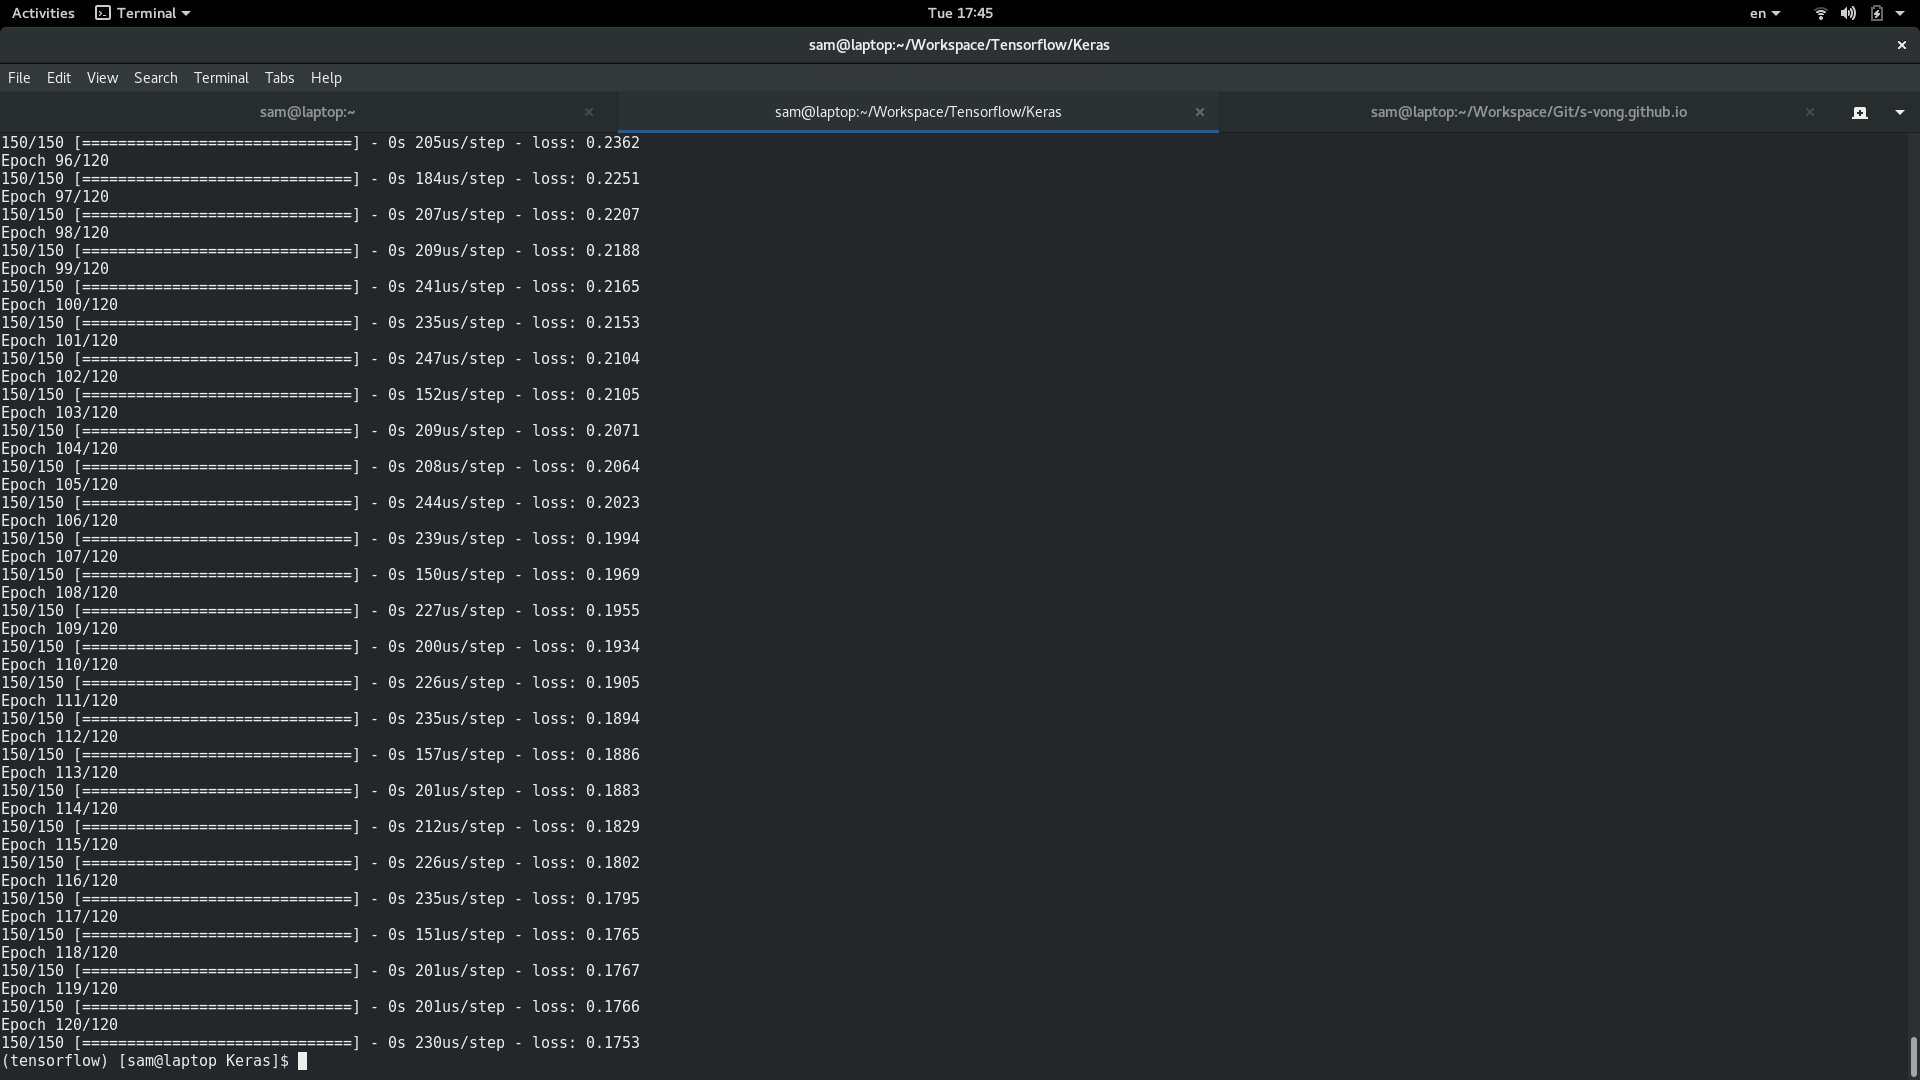 Activities Terminal Tue 17:45 en
sam@laptop:~/Workspace/Tensorflow/Keras
File Edit View Search Terminal Tabs Help
sam@laptop:~ sam@laptop:~/Workspace/Tensorflow/Keras sam@laptop:~/Workspace/Git/s-vong.github.io
150/150 [==============================] - 0s 205us/step - loss: 0.2362
Epoch 96/120
150/150 [==============================] - 0s 184us/step - loss: 0.2251
Epoch 97/120
150/150 [==============================] - 0s 207us/step - loss: 0.2207
Epoch 98/120
150/150 [==============================] - 0s 209us/step - loss: 0.2188
Epoch 99/120
150/150 [==============================] - 0s 241us/step - loss: 0.2165
Epoch 100/120
150/150 [==============================] - 0s 235us/step - loss: 0.2153
Epoch 101/120
150/150 [==============================] - 0s 247us/step - loss: 0.2104
Epoch 102/120
150/150 [==============================] - 0s 152us/step - loss: 0.2105
Epoch 103/120
150/150 [==============================] - 0s 209us/step - loss: 0.2071
Epoch 104/120
150/150 [==============================] - 0s 208us/step - loss: 0.2064
Epoch 105/120
150/150 [==============================] - 0s 244us/step - loss: 0.2023
Epoch 106/120
150/150 [==============================] - 0s 239us/step - loss: 0.1994
Epoch 107/120
150/150 [==============================] - 0s 150us/step - loss: 0.1969
Epoch 108/120
150/150 [==============================] - 0s 227us/step - loss: 0.1955
Epoch 109/120
150/150 [==============================] - 0s 200us/step - loss: 0.1934
Epoch 110/120
150/150 [==============================] - 0s 226us/step - loss: 0.1905
Epoch 111/120
150/150 [==============================] - 0s 235us/step - loss: 0.1894
Epoch 112/120
150/150 [==============================] - 0s 157us/step - loss: 0.1886
Epoch 113/120
150/150 [==============================] - 0s 201us/step - loss: 0.1883
Epoch 114/120
150/150 [==============================] - 0s 212us/step - loss: 0.1829
Epoch 115/120
150/150 [==============================] - 0s 226us/step - loss: 0.1802
Epoch 116/120
150/150 [==============================] - 0s 235us/step - loss: 0.1795
Epoch 117/120
150/150 [==============================] - 0s 151us/step - loss: 0.1765
Epoch 118/120
150/150 [==============================] - 0s 201us/step - loss: 0.1767
Epoch 119/120
150/150 [==============================] - 0s 201us/step - loss: 0.1766
Epoch 120/120
150/150 [==============================] - 0s 230us/step - loss: 0.1753
(tensorflow) [sam@laptop Keras]$